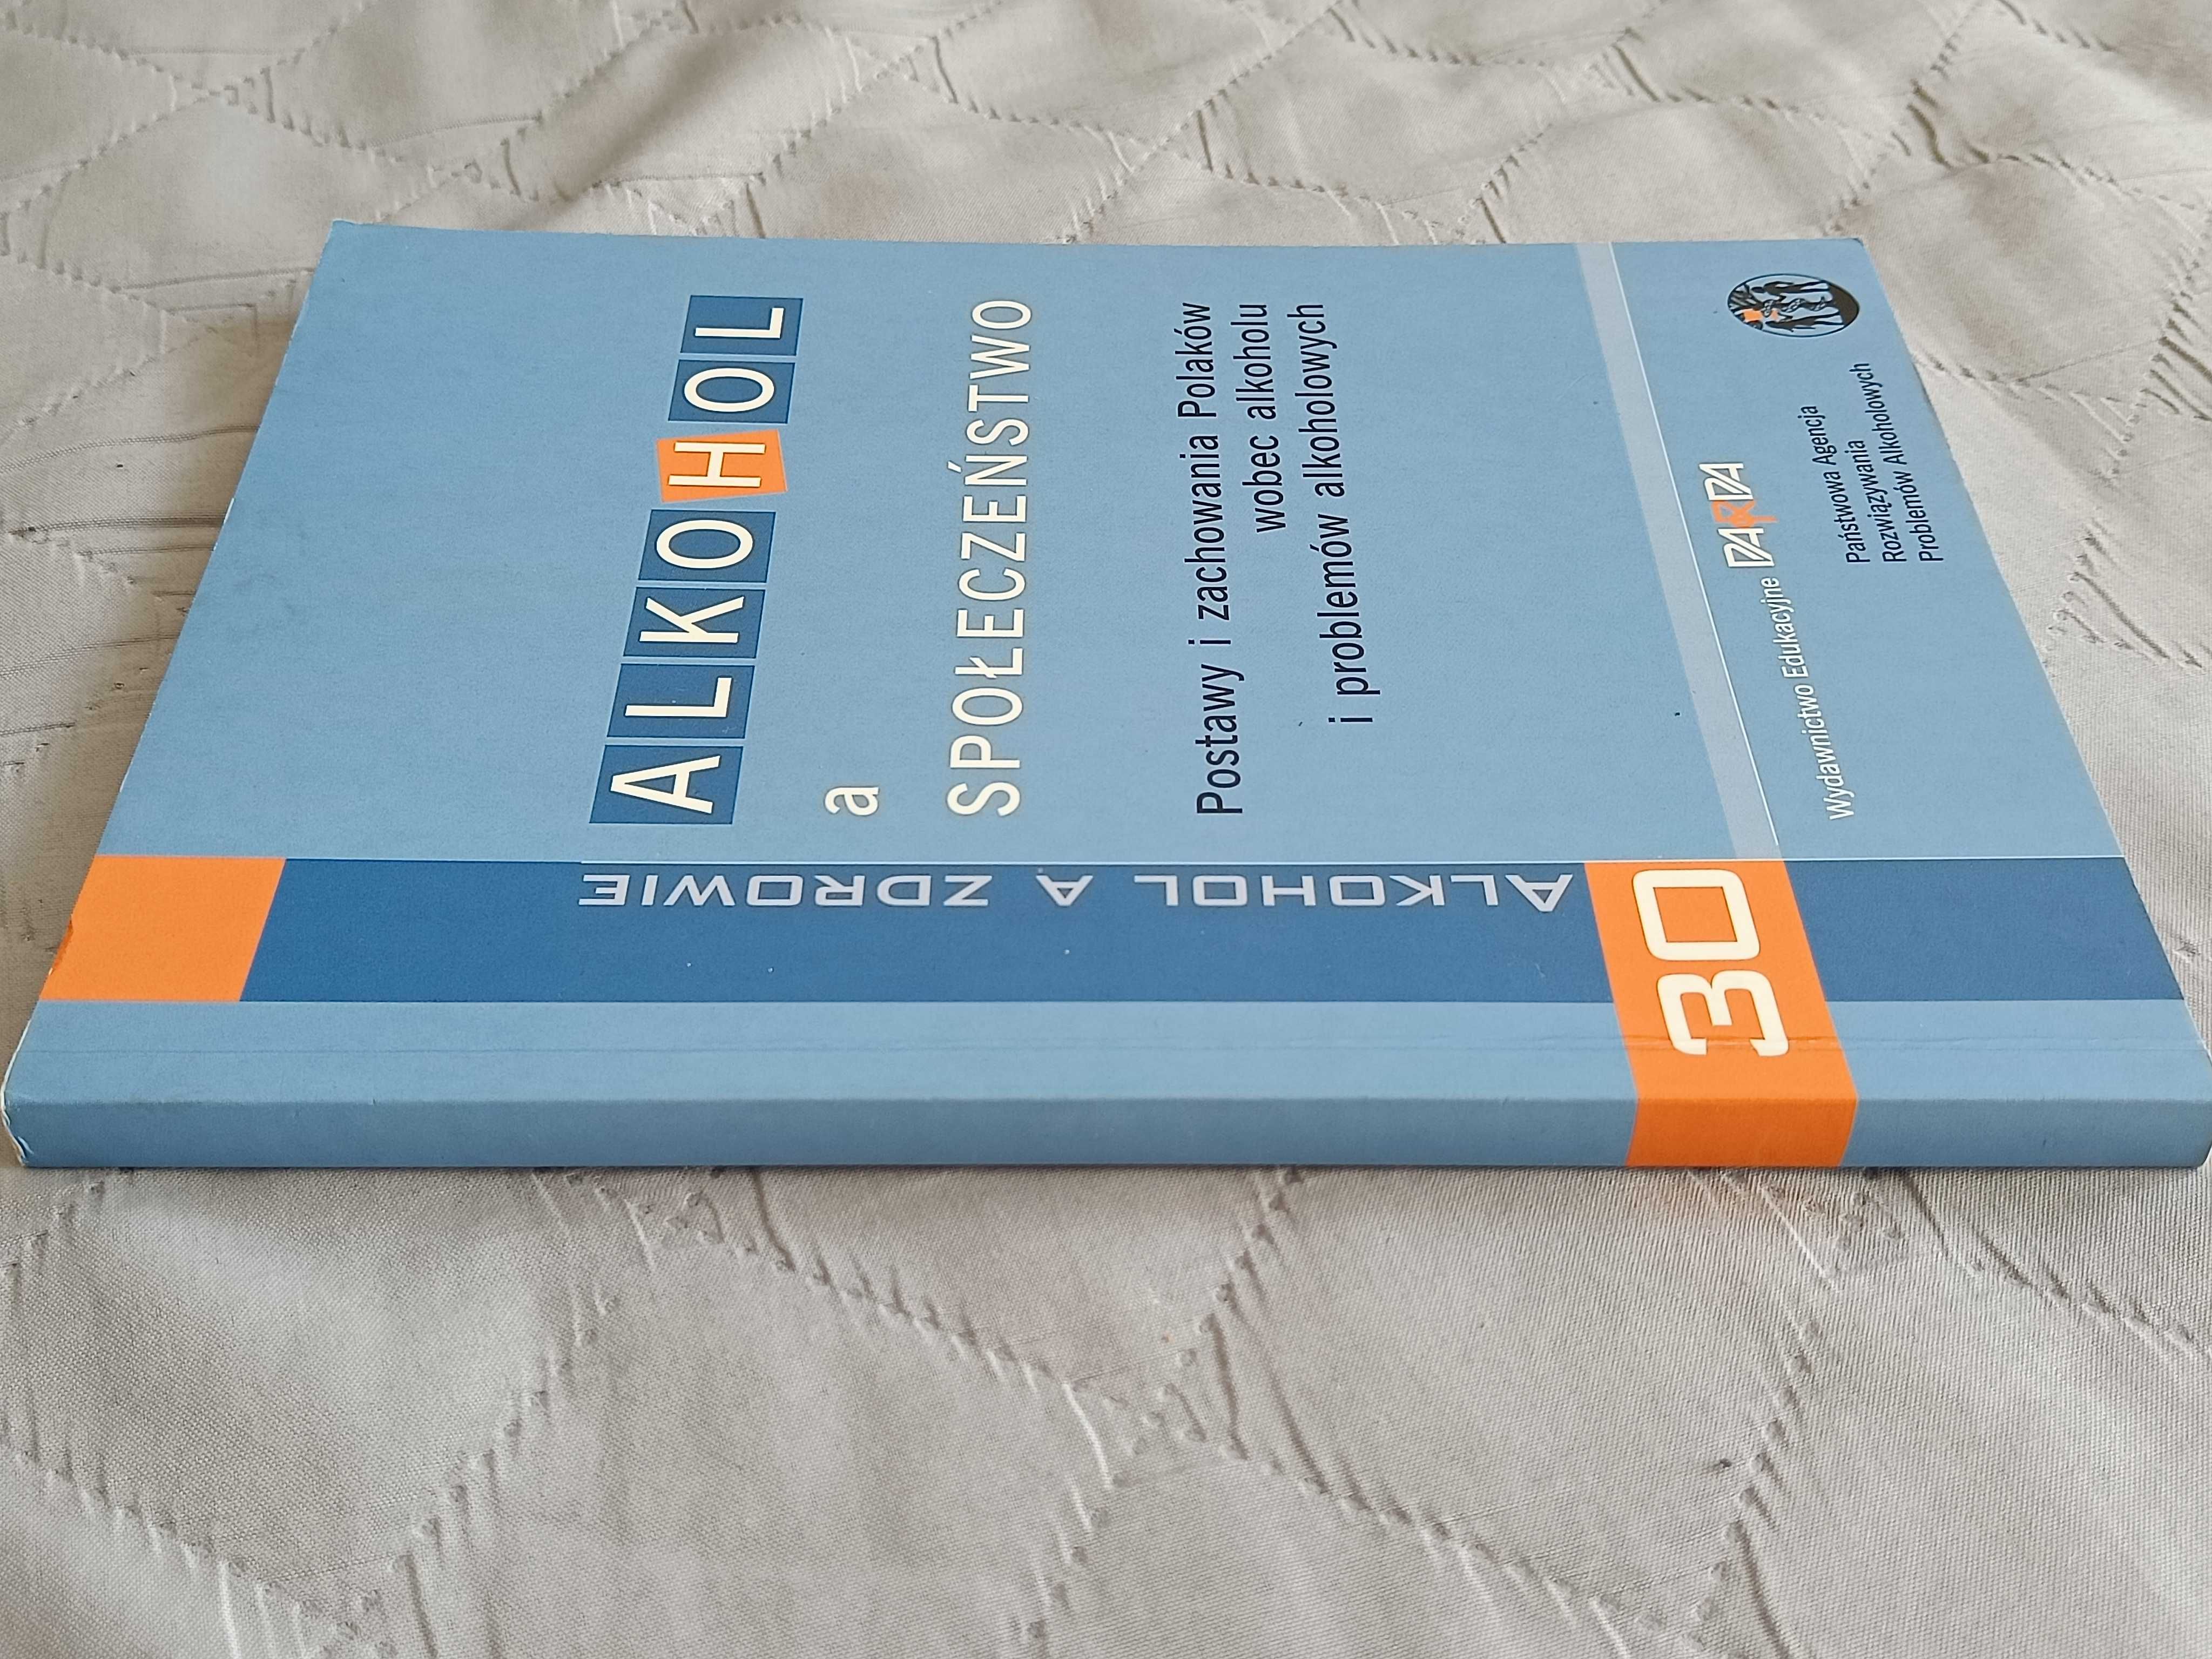 ALKOHOL
a
SPOŁECZEŃSTWO
Postawy i zachowania Polaków
wobec alkoholu
i problemów alkoholowych
ALKOHOL A ZDROWIE
30
Wydawnictwo Edukacyjne PARPA
Państwowa Agencja
Rozwiązywania
Problemów Alkoholowych